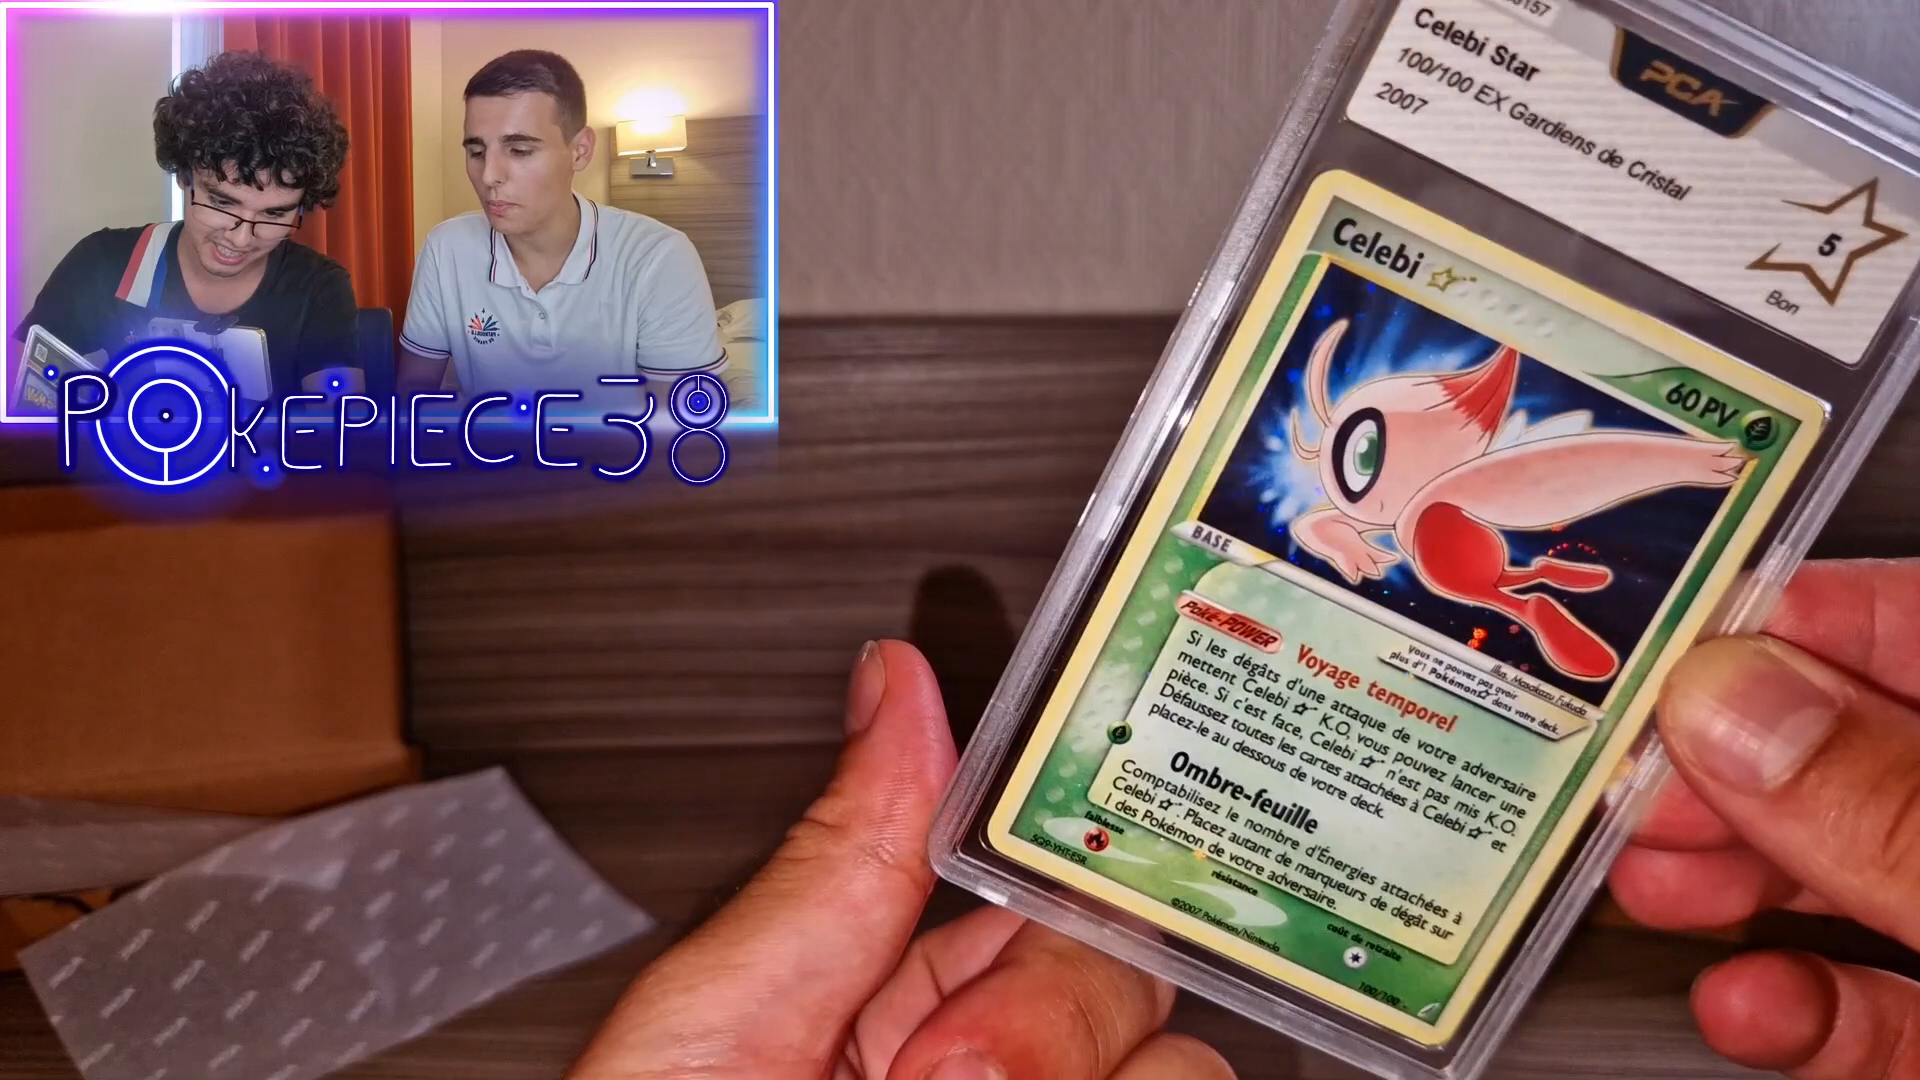 POKEPIECE38
Celebi Star
100/100 EX Gardiens de Cristal
2007
PCA
5
Bon
Celebi
60 PV
BASE
Illus. Masakazu Fukuda
Vous ne pouvez pas avoir
plus d'1 Pokémon☆ dans votre deck.
Poké-POWER Voyage temporel
Si les dégâts d'une attaque de votre adversaire
mettent Celebi ☆ K.O, vous pouvez lancer une
pièce. Si c'est face, Celebi ☆ n'est pas mis K.O.
Défaussez toutes les cartes attachées à Celebi ☆ et
placez-le au dessous de votre deck.
Ombre-feuille
Comptabilisez le nombre d'Énergies attachées à
Celebi ☆. Placez autant de marqueurs de dégât sur
1 des Pokémon de votre adversaire.
faiblesse
résistance
coût de retraite
©2007 Pokémon/Nintendo
100/100